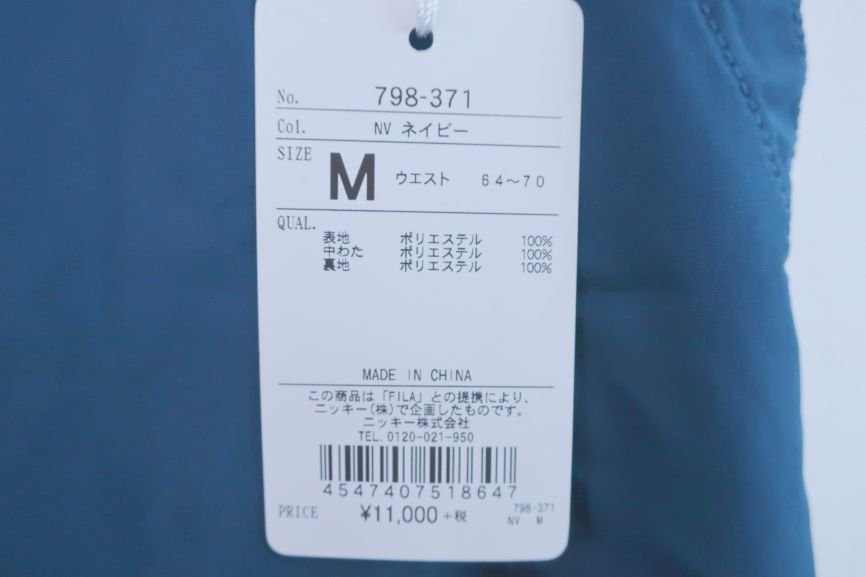 No. 798-371
Col. NV ネイビー
SIZE M ウエスト 64～70
QUAL.
表地 ポリエステル 100%
中わた ポリエステル 100%
裏地 ポリエステル 100%
MADE IN CHINA
この商品は「FILA」との提携により、
ニッキー(株)で企画したものです。
ニッキー株式会社
TEL. 0120-021-950
4547407518647
PRICE ¥11,000 +税
798-371
NV M